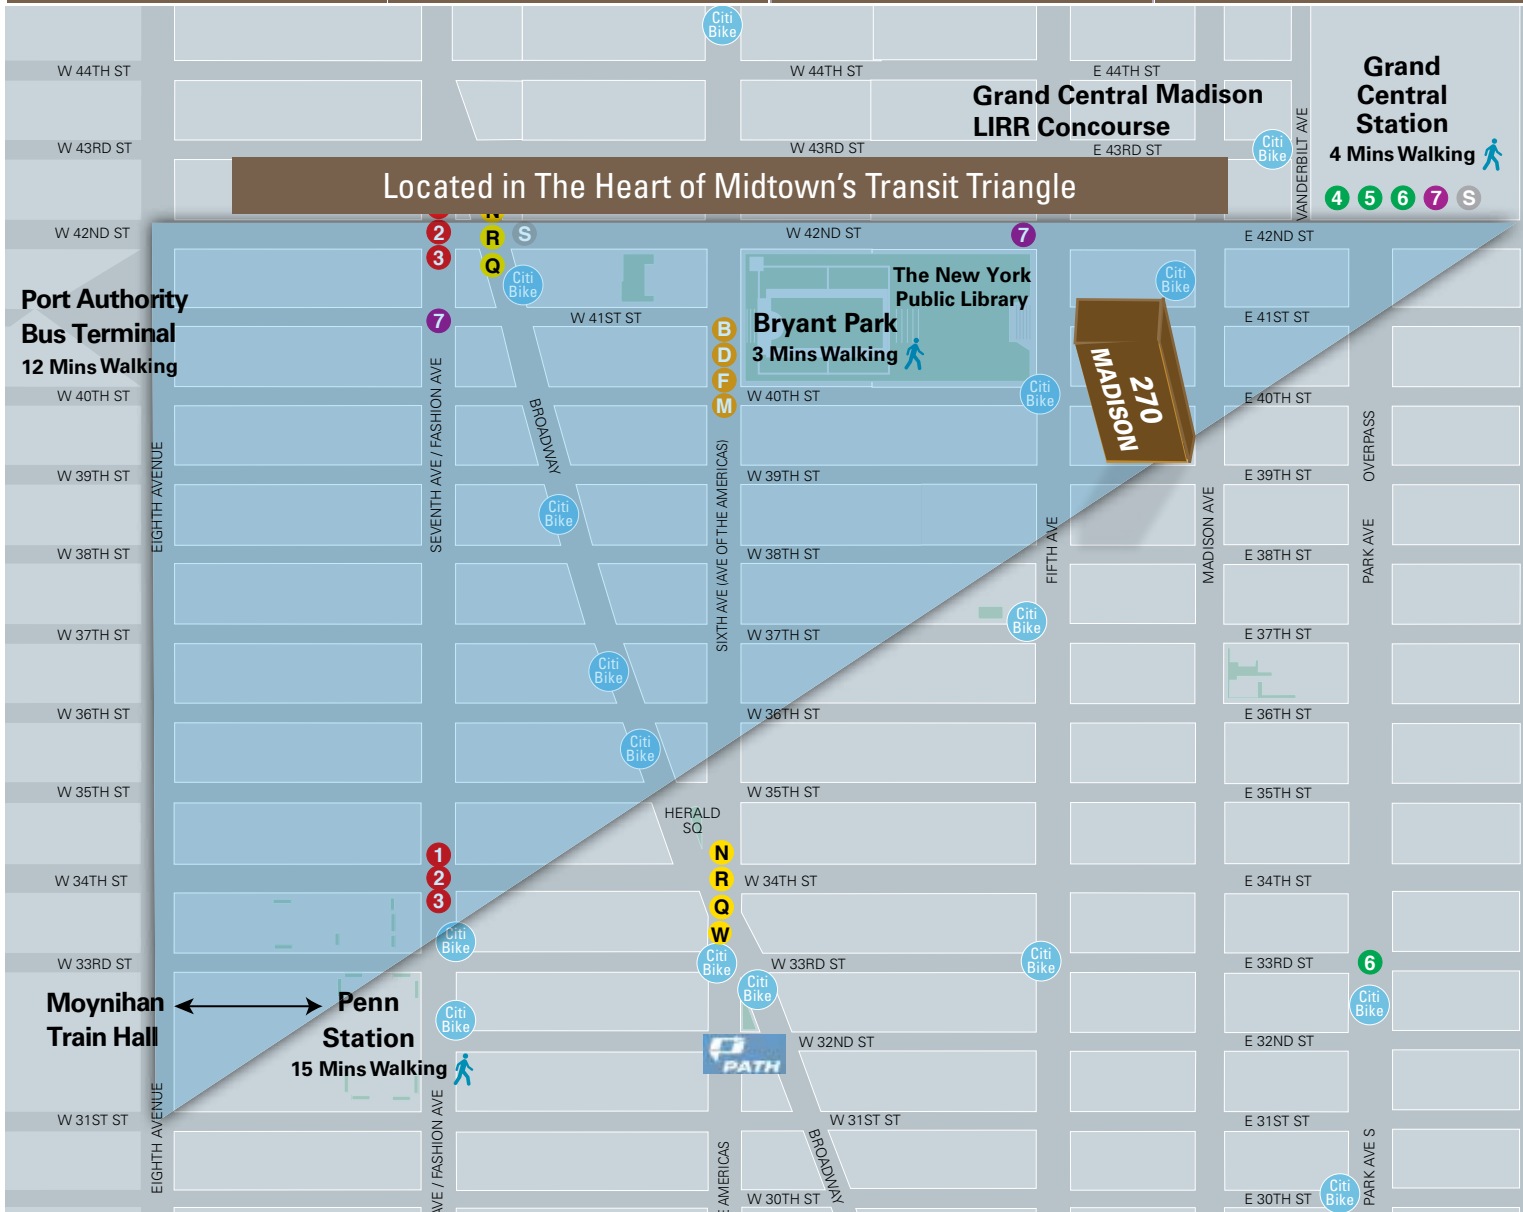 Citi
Bike
W 44TH ST
W 44TH ST
E 44TH ST
Grand
Central
Station
4 Mins Walking
4 5 6 7 S
Grand Central Madison
LIRR Concourse
Citi
Bike
VANDERBILT AVE
W 43RD ST
W 43RD ST
E 43RD ST
Located in The Heart of Midtown's Transit Triangle
W 42ND ST
2
3
N
R
Q
S
W 42ND ST
7
E 42ND ST
Citi
Bike
Citi
Bike
The New York
Public Library
Port Authority
Bus Terminal
12 Mins Walking
7
W 41ST ST
B
D
F
M
Bryant Park
3 Mins Walking
E 41ST ST
270
MADISON
Citi
Bike
W 40TH ST
W 40TH ST
E 40TH ST
EIGHTH AVENUE
SEVENTH AVE / FASHION AVE
BROADWAY
SIXTH AVE (AVE OF THE AMERICAS)
FIFTH AVE
MADISON AVE
PARK AVE
OVERPASS
W 39TH ST
W 39TH ST
E 39TH ST
Citi
Bike
W 38TH ST
W 38TH ST
E 38TH ST
Citi
Bike
W 37TH ST
W 37TH ST
E 37TH ST
Citi
Bike
W 36TH ST
W 36TH ST
E 36TH ST
Citi
Bike
W 35TH ST
W 35TH ST
E 35TH ST
HERALD
SQ
1
2
3
N
R
Q
W
W 34TH ST
W 34TH ST
E 34TH ST
Citi
Bike
Citi
Bike
Citi
Bike
W 33RD ST
W 33RD ST
E 33RD ST
6
Citi
Bike
Citi
Bike
Citi
Bike
Moynihan
Train Hall
Penn
Station
15 Mins Walking
PATH
W 32ND ST
E 32ND ST
W 31ST ST
W 31ST ST
E 31ST ST
EIGHTH AVENUE
AVE / FASHION AVE
AMERICAS
BROADWAY
PARK AVE S
W 30TH ST
E 30TH ST
Citi
Bike